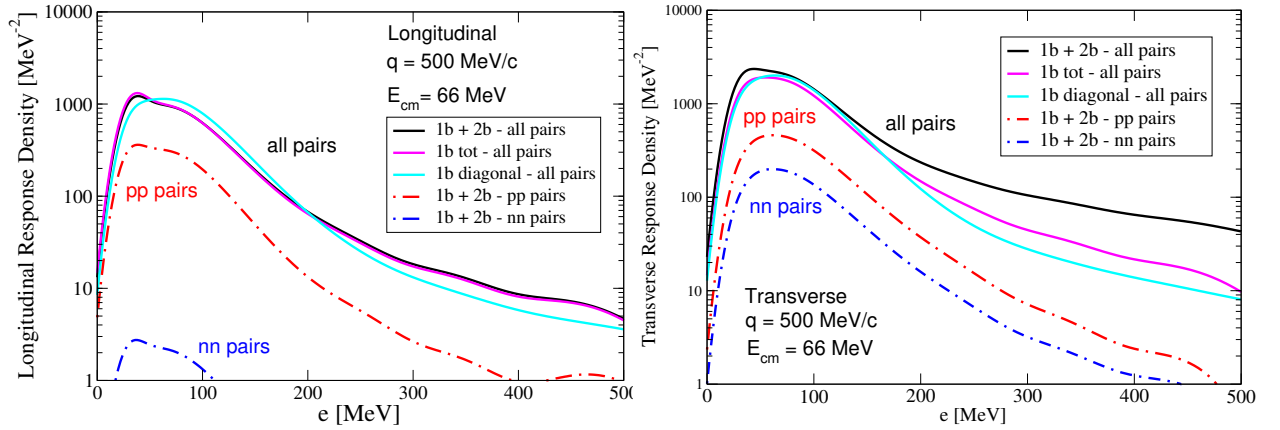 Longitudinal Response Density [MeV⁻²]
10000
1000
100
10
1
Longitudinal
q = 500 MeV/c
E_cm = 66 MeV
1b + 2b - all pairs
1b tot - all pairs
1b diagonal - all pairs
1b + 2b - pp pairs
1b + 2b - nn pairs
all pairs
pp pairs
nn pairs
0 100 200 300 400 500
e [MeV]
Transverse Response Density [MeV⁻²]
10000
1000
100
10
1
1b + 2b - all pairs
1b tot - all pairs
1b diagonal - all pairs
1b + 2b - pp pairs
1b + 2b - nn pairs
pp pairs
all pairs
nn pairs
Transverse
q = 500 MeV/c
E_cm = 66 MeV
0 100 200 300 400 500
e [MeV]